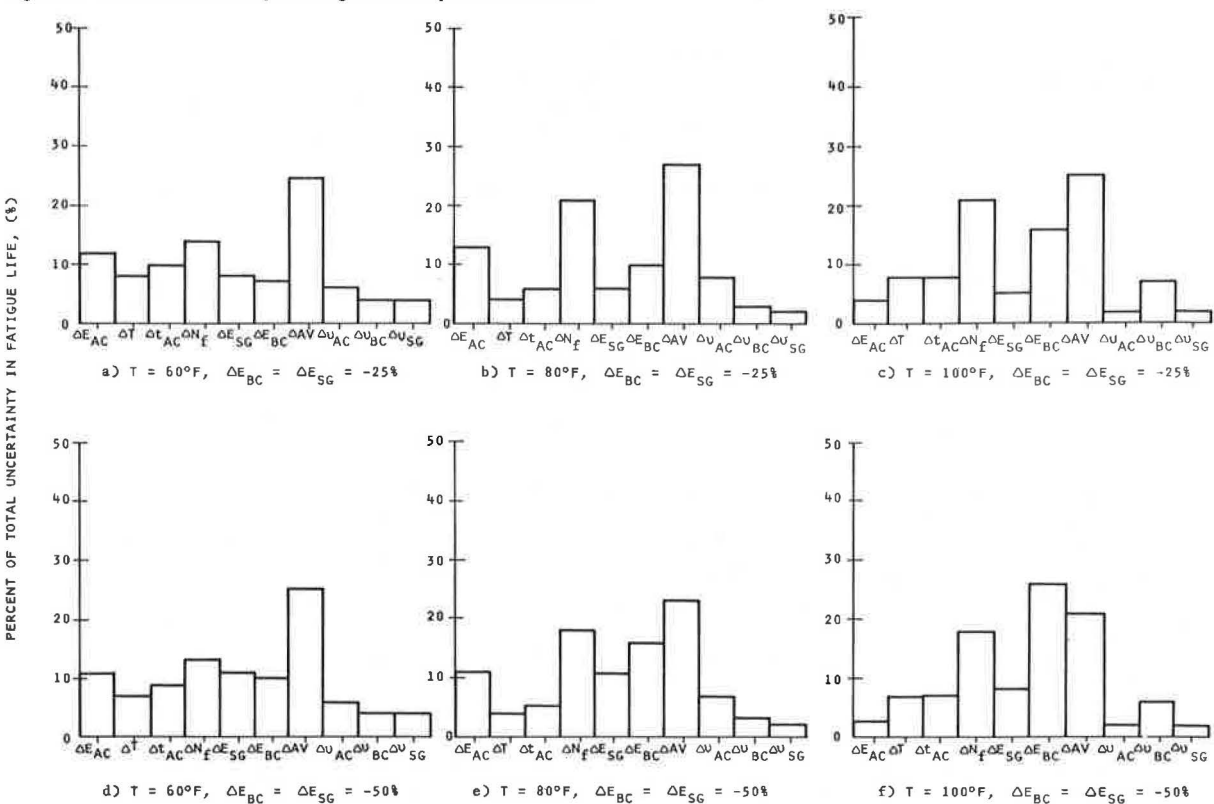 PERCENT OF TOTAL UNCERTAINTY IN FATIGUE LIFE, (%)
50 50 50
40 40 40
30 30 30
20 20 20
10 10 10
0 0 0
ΔE_AC ΔT Δt_AC ΔN_f ΔE_SG ΔE_BC ΔAV Δυ_AC Δυ_BC Δυ_SG ΔE_AC ΔT Δt_AC ΔN_f ΔE_SG ΔE_BC ΔAV Δυ_AC Δυ_BC Δυ_SG ΔE_AC ΔT Δt_AC ΔN_f ΔE_SG ΔE_BC ΔAV Δυ_AC Δυ_BC Δυ_SG
a) T = 60°F, ΔE_BC = ΔE_SG = -25% b) T = 80°F, ΔE_BC = ΔE_SG = -25% c) T = 100°F, ΔE_BC = ΔE_SG = -25%
50 50 50
40 40 40
30 30 30
20 20 20
10 10 10
0 0 0
ΔE_AC ΔT Δt_AC ΔN_f ΔE_SG ΔE_BC ΔAV Δυ_AC Δυ_BC Δυ_SG ΔE_AC ΔT Δt_AC ΔN_f ΔE_SG ΔE_BC ΔAV Δυ_AC Δυ_BC Δυ_SG ΔE_AC ΔT Δt_AC ΔN_f ΔE_SG ΔE_BC ΔAV Δυ_AC Δυ_BC Δυ_SG
d) T = 60°F, ΔE_BC = ΔE_SG = -50% e) T = 80°F, ΔE_BC = ΔE_SG = -50% f) T = 100°F, ΔE_BC = ΔE_SG = -50%